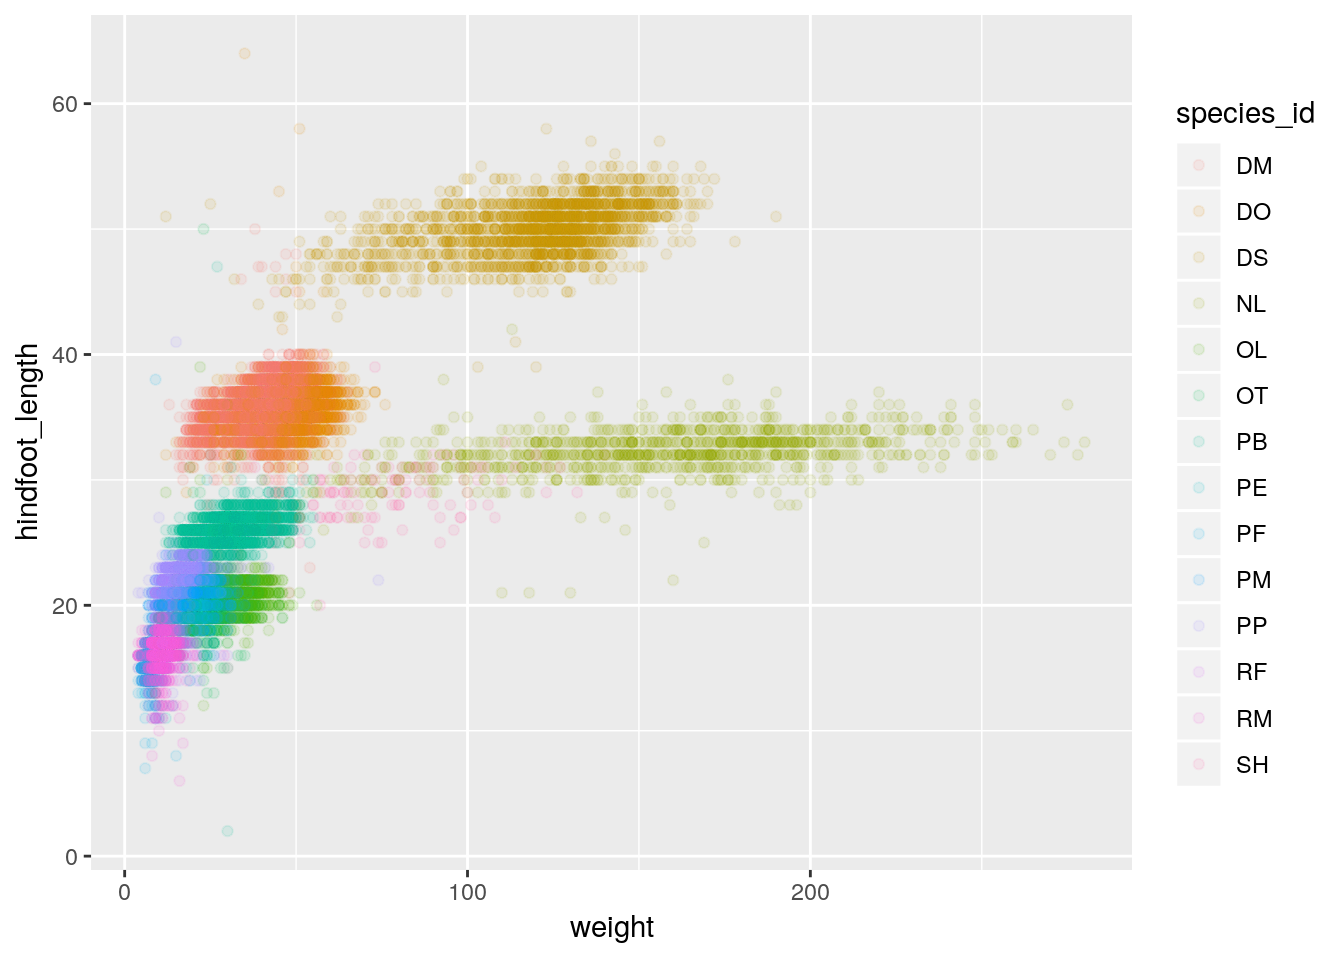 60
40
20
0
hindfoot_length
0
100
200
weight
species_id
DM
DO
DS
NL
OL
OT
PB
PE
PF
PM
PP
RF
RM
SH